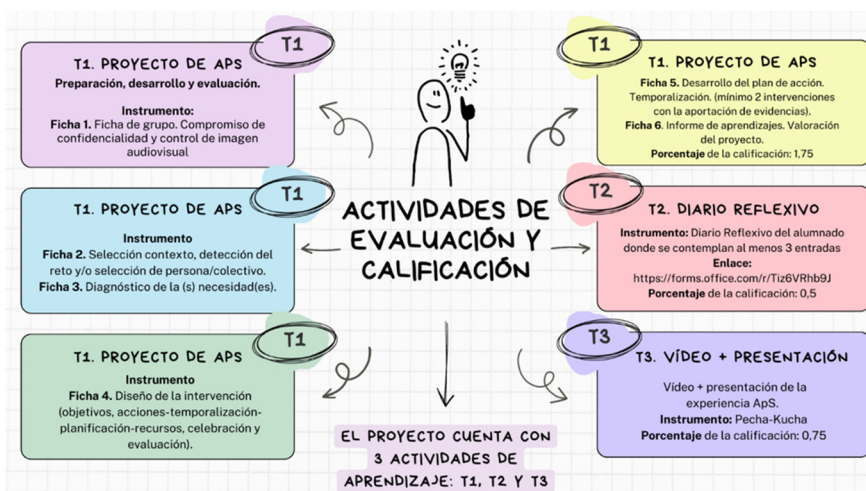 T1
T1. PROYECTO DE APS
Preparación, desarrollo y evaluación.
Instrumento:
Ficha 1. Ficha de grupo. Compromiso de
confidencialidad y control de imagen
audiovisual
T1
T1. PROYECTO DE APS
Instrumento
Ficha 2. Selección contexto, detección del
reto y/o selección de persona/colectivo.
Ficha 3. Diagnóstico de la (s) necesidad(es).
T1
T1. PROYECTO DE APS
Instrumento
Ficha 4. Diseño de la intervención
(objetivos, acciones-temporalización-
planificación-recursos, celebración y
evaluación).
ACTIVIDADES DE
EVALUACIÓN Y
CALIFICACIÓN
EL PROYECTO CUENTA CON
3 ACTIVIDADES DE
APRENDIZAJE: T1, T2 Y T3
T1
T1. PROYECTO DE APS
Ficha 5. Desarrollo del plan de acción.
Temporalización. (mínimo 2 intervenciones
con la aportación de evidencias).
Ficha 6. Informe de aprendizajes. Valoración
del proyecto.
Porcentaje de la calificación: 1,75
T2
T2. DIARIO REFLEXIVO
Instrumento: Diario Reflexivo del alumnado
donde se contemplan al menos 3 entradas
Enlace:
https://forms.office.com/r/Tiz6VRhb9J
Porcentaje de la calificación: 0,5
T3
T3. VÍDEO + PRESENTACIÓN
Vídeo + presentación de la
experiencia ApS.
Instrumento: Pecha-Kucha
Porcentaje de la calificación: 0,75